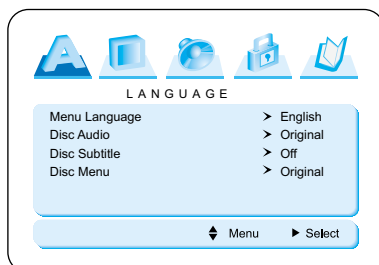 LANGUAGE
Menu Language English
Disc Audio Original
Disc Subtitle Off
Disc Menu Original
Menu Select